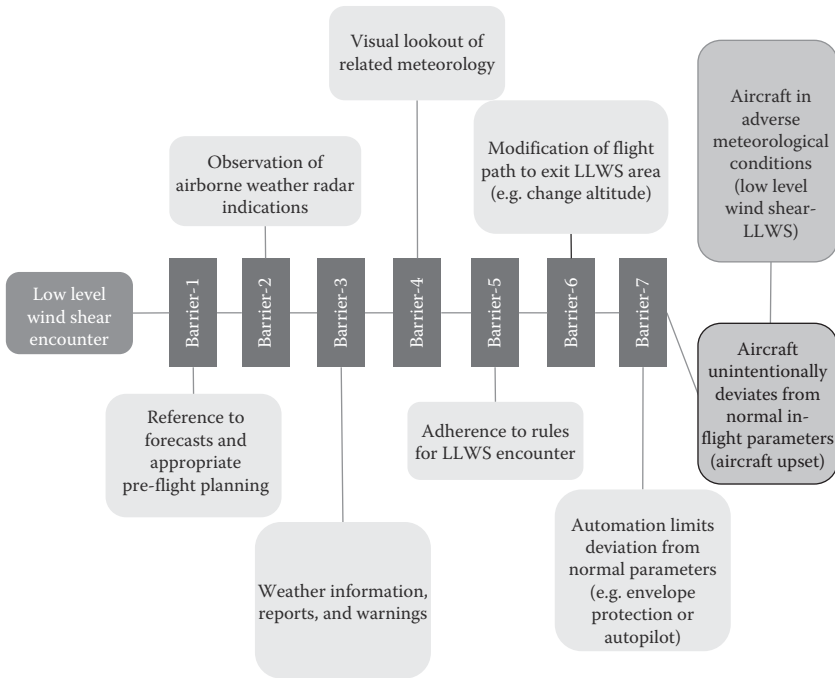 Visual lookout of
related meteorology
Aircraft in
adverse
meteorological
conditions
(low level
wind shear-
LLWS)
Modification of flight
path to exit LLWS area
(e.g. change altitude)
Observation of
airborne weather radar
indications
Low level
wind shear
encounter
Barrier-1
Barrier-2
Barrier-3
Barrier-4
Barrier-5
Barrier-6
Barrier-7
Aircraft
unintentionally
deviates from
normal in-
flight parameters
(aircraft upset)
Reference to
forecasts and
appropriate
pre-flight planning
Adherence to rules
for LLWS encounter
Automation limits
deviation from
normal parameters
(e.g. envelope
protection or
autopilot)
Weather information,
reports, and warnings